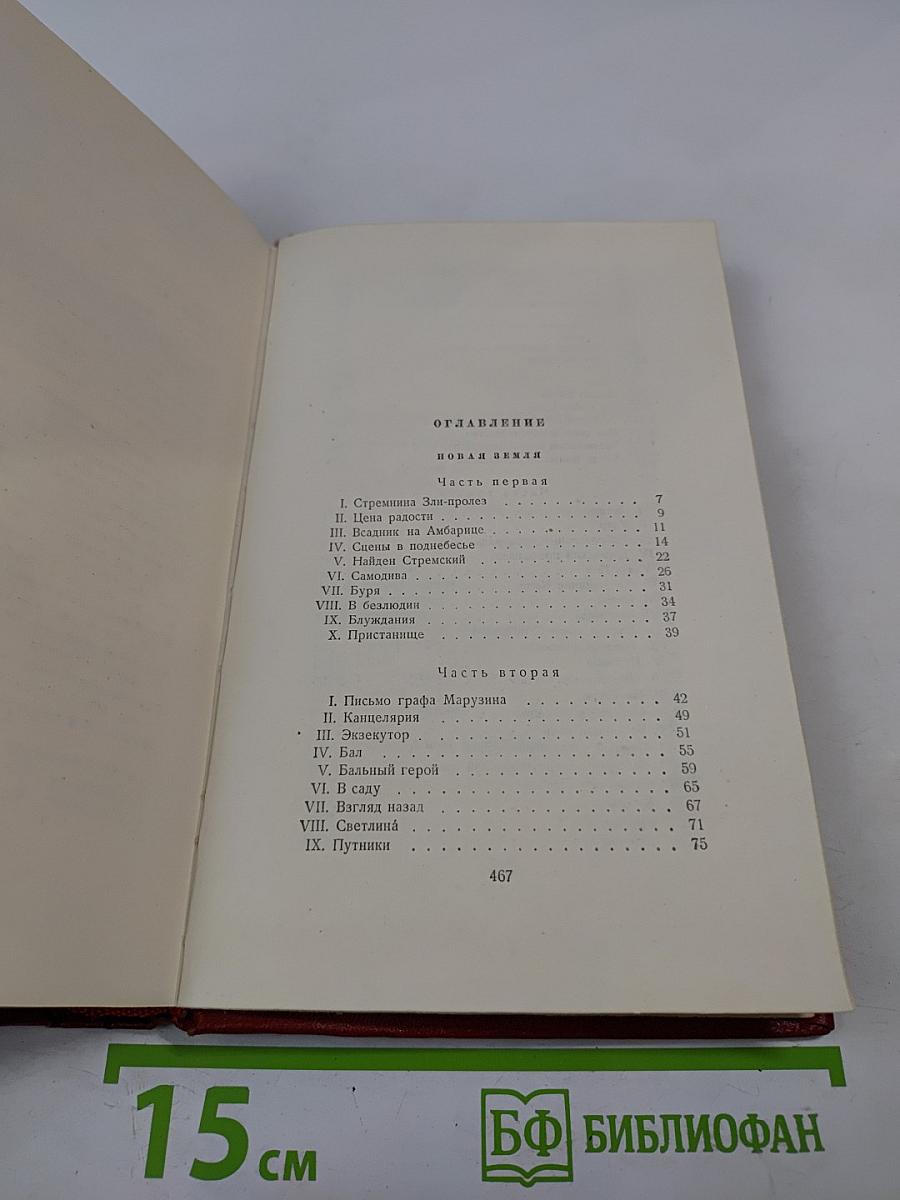 ОГЛАВЛЕНИЕ
НОВАЯ ЗЕМЛЯ
Часть первая
I. Стремнина Зли-пролез . . . . . . . . . . 7
II. Цена радости . . . . . . . . . . . . . . 9
III. Всадник на Амбарице . . . . . . . . . . 11
IV. Сцены в поднебесье . . . . . . . . . . 14
V. Найден Стремский . . . . . . . . . . . 22
VI. Самодива . . . . . . . . . . . . . . . 26
VII. Буря . . . . . . . . . . . . . . . . . 31
VIII. В безлюдии . . . . . . . . . . . . . . 34
IX. Блуждания . . . . . . . . . . . . . . . 37
X. Пристанище . . . . . . . . . . . . . . 39
Часть вторая
I. Письмо графа Марузина . . . . . . . . . 42
II. Канцелярия . . . . . . . . . . . . . . 49
III. Экзекутор . . . . . . . . . . . . . . . 51
IV. Бал . . . . . . . . . . . . . . . . . 55
V. Бальный герой . . . . . . . . . . . . . 59
VI. В саду . . . . . . . . . . . . . . . . 65
VII. Взгляд назад . . . . . . . . . . . . . 67
VIII. Светлина́ . . . . . . . . . . . . . . . 71
IX. Путники . . . . . . . . . . . . . . . 75
467
15 см
БФ БИБЛИОФАН